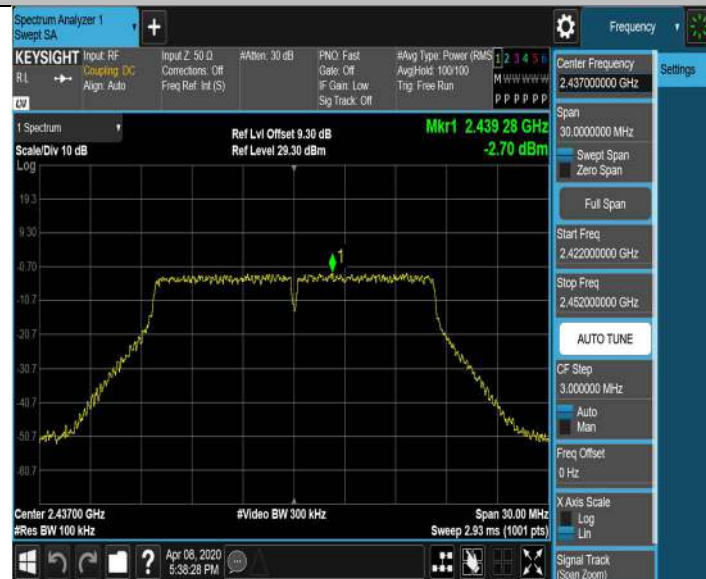 Spectrum Analyzer 1
Swept SA
Frequency
KEYSIGHT
RL
Input: RF
Coupling: DC
Align: Auto
Input Z: 50 Ω
Corrections: Off
Freq Ref: Int (S)
#Atten: 30 dB
PNO: Fast
Gate: Off
IF Gain: Low
Sig Track: Off
#Avg Type: Power (RMS
Avg|Hold: 100/100
Trig: Free Run
1 2 3 4 5 6
M W W W W W
P P P P P P
1 Spectrum
Scale/Div 10 dB
Log
Ref Lvl Offset 9.30 dB
Ref Level 29.30 dBm
Mkr1 2.439 28 GHz
-2.70 dBm
19.3
9.30
-0.70
-10.7
-20.7
-30.7
-40.7
-50.7
-60.7
1
Center 2.43700 GHz
#Res BW 100 kHz
#Video BW 300 kHz
Span 30.00 MHz
Sweep 2.93 ms (1001 pts)
Apr 08, 2020
5:38:28 PM
?
Center Frequency
2.437000000 GHz
Settings
Span
30.0000000 MHz
Swept Span
Zero Span
Full Span
Start Freq
2.422000000 GHz
Stop Freq
2.452000000 GHz
AUTO TUNE
CF Step
3.000000 MHz
Auto
Man
Freq Offset
0 Hz
X Axis Scale
Log
Lin
Signal Track
(Span Zoom)